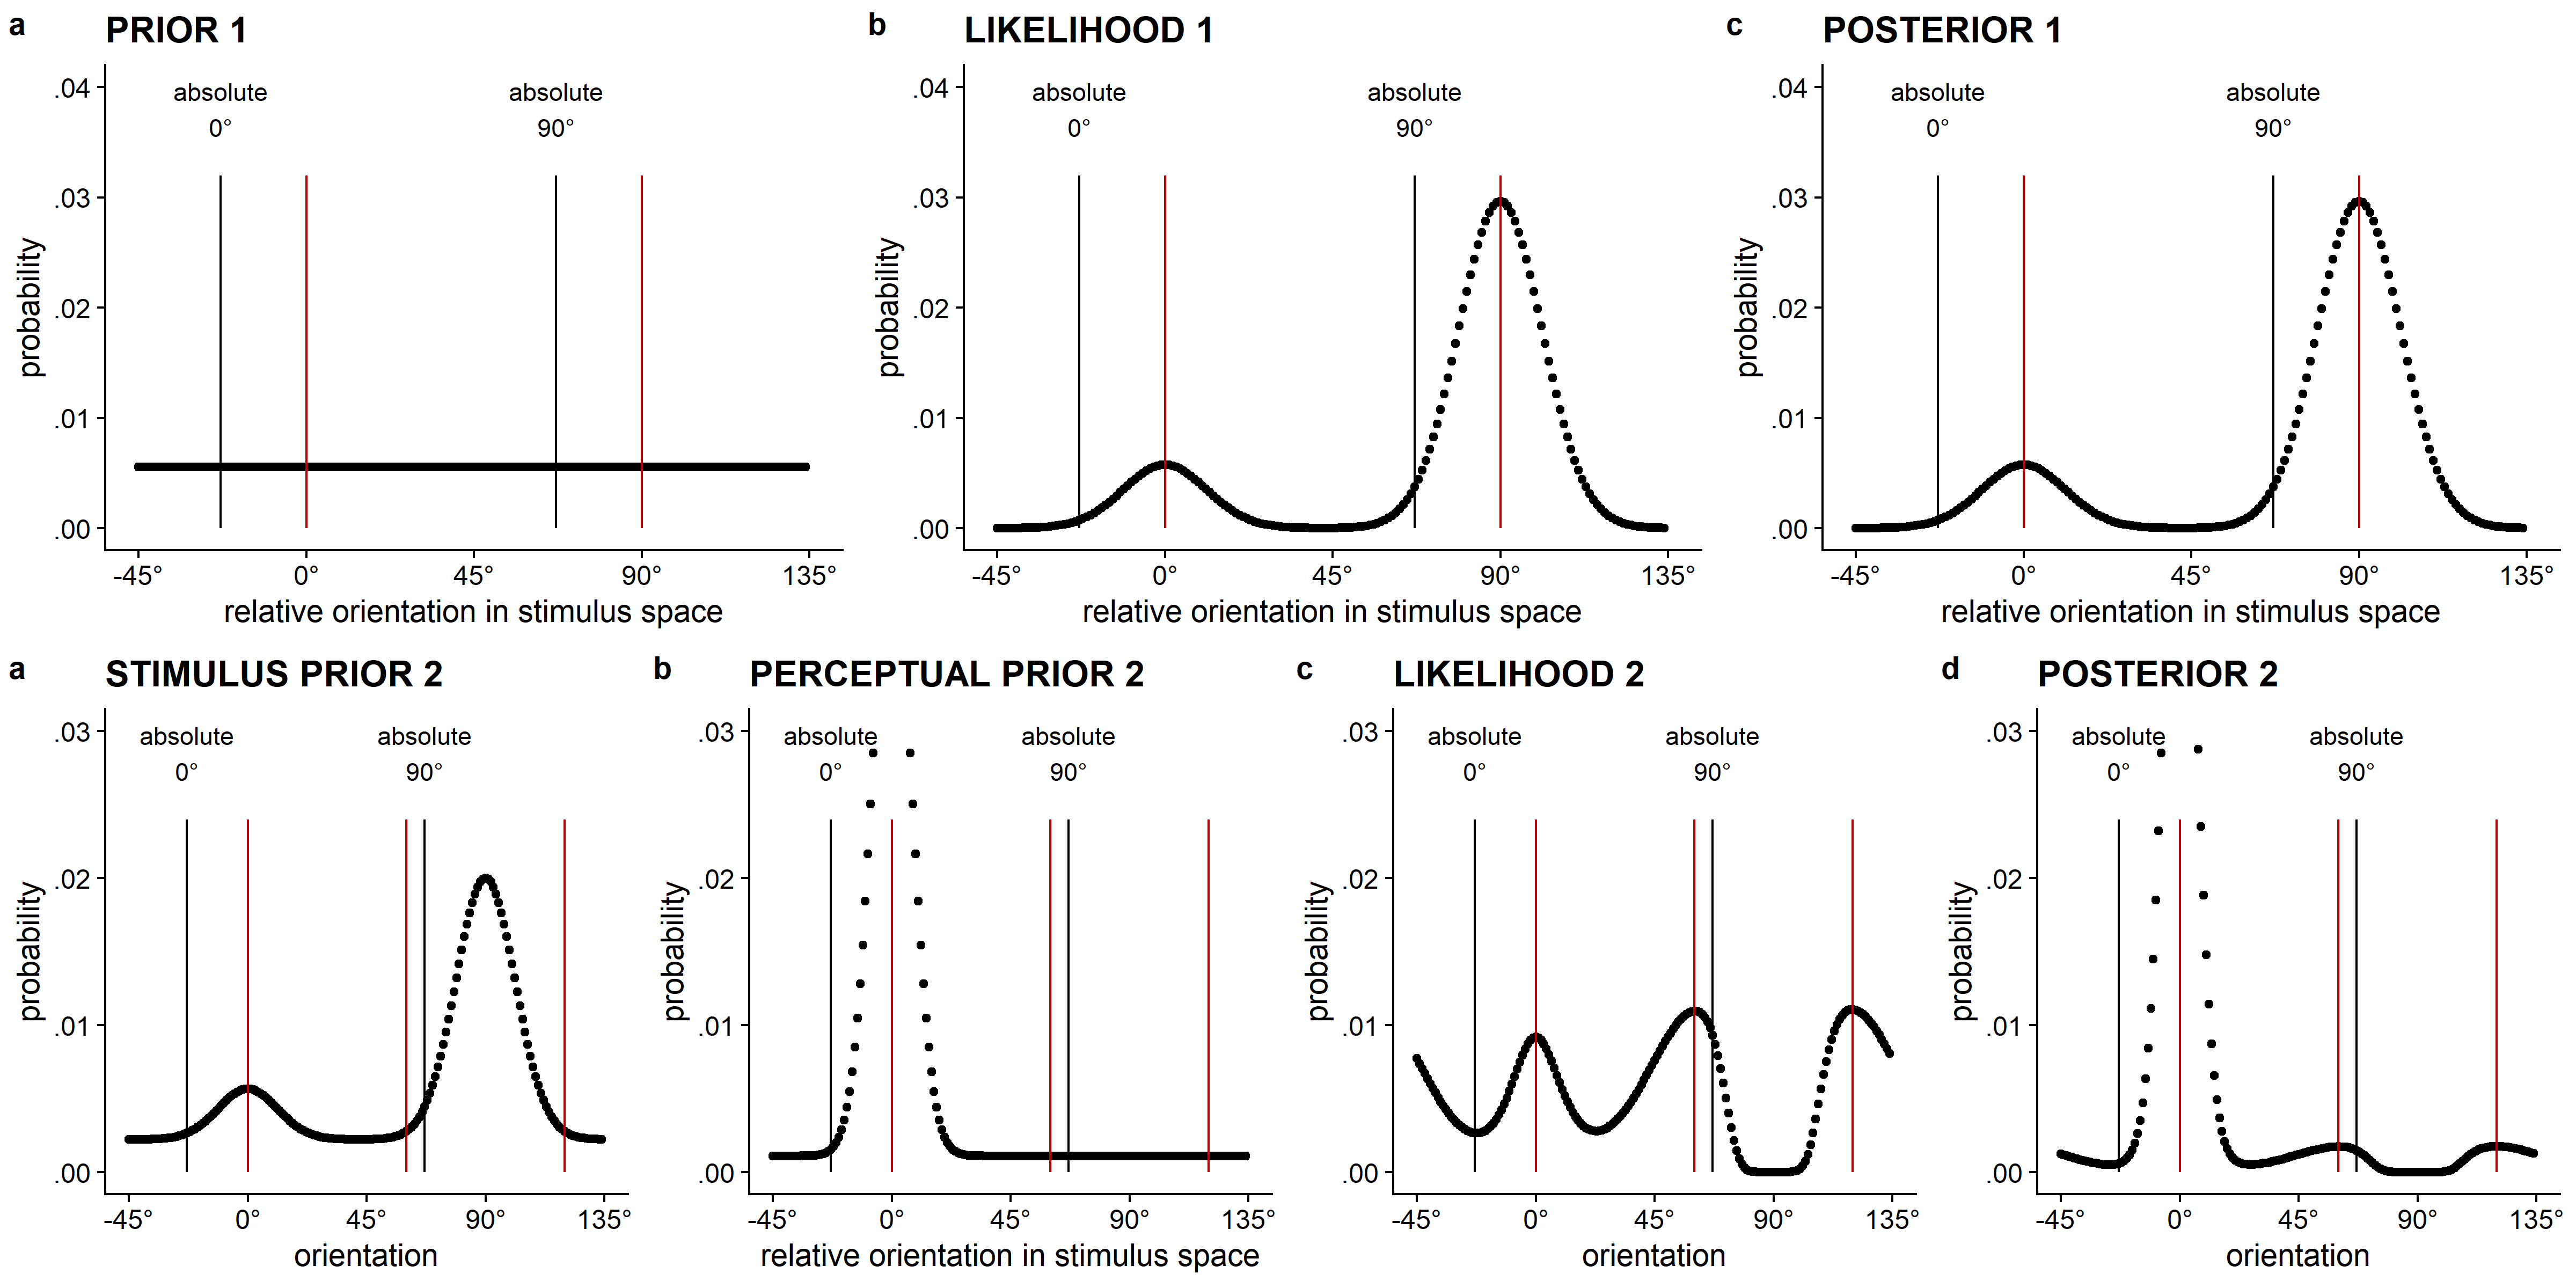 a PRIOR 1
.04
.03
.02
.01
.00
probability
absolute
0°
absolute
90°
-45° 0° 45° 90° 135°
relative orientation in stimulus space
b LIKELIHOOD 1
.04
.03
.02
.01
.00
probability
absolute
0°
absolute
90°
-45° 0° 45° 90° 135°
relative orientation in stimulus space
c POSTERIOR 1
.04
.03
.02
.01
.00
probability
absolute
0°
absolute
90°
-45° 0° 45° 90° 135°
relative orientation in stimulus space
a STIMULUS PRIOR 2
.03
.02
.01
.00
probability
absolute
0°
absolute
90°
-45° 0° 45° 90° 135°
orientation
b PERCEPTUAL PRIOR 2
.03
.02
.01
.00
probability
absolute
0°
absolute
90°
-45° 0° 45° 90° 135°
relative orientation in stimulus space
c LIKELIHOOD 2
.03
.02
.01
.00
probability
absolute
0°
absolute
90°
-45° 0° 45° 90° 135°
orientation
d POSTERIOR 2
.03
.02
.01
.00
probability
absolute
0°
absolute
90°
-45° 0° 45° 90° 135°
orientation